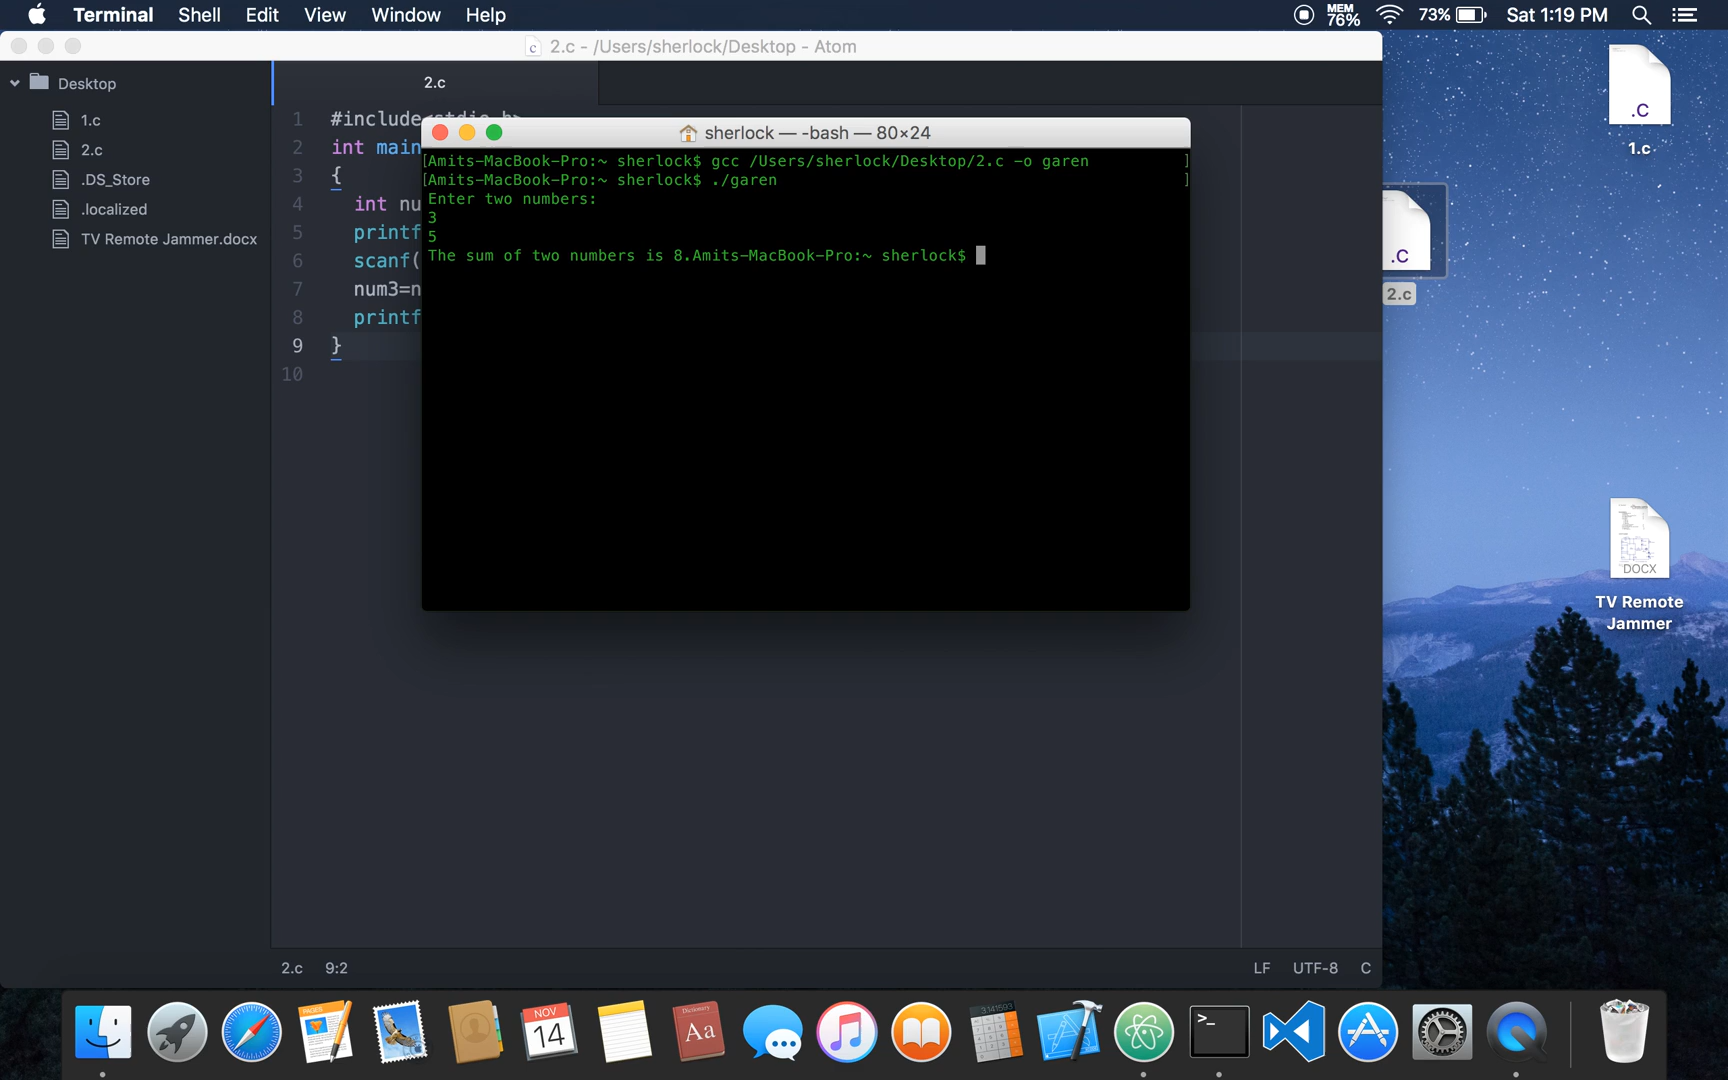 Terminal Shell Edit View Window Help MEM 76% 73% Sat 1:19 PM
2.c - /Users/sherlock/Desktop - Atom
Desktop
1.c
2.c
.DS_Store
.localized
TV Remote Jammer.docx
2.c
1 #include<stdio.h>
2 int main
3 {
4 int nu
5 printf
6 scanf(
7 num3=n
8 printf
9 }
10
sherlock — -bash — 80×24
[Amits-MacBook-Pro:~ sherlock$ gcc /Users/sherlock/Desktop/2.c -o garen ]
[Amits-MacBook-Pro:~ sherlock$ ./garen ]
Enter two numbers:
3
5
The sum of two numbers is 8.Amits-MacBook-Pro:~ sherlock$
.C
1.c
.C
2.c
DOCX
TV Remote
Jammer
2.c 9:2 LF UTF-8 C
PAGES
NOV
14
Dictionary
Aa
3.141593
>_